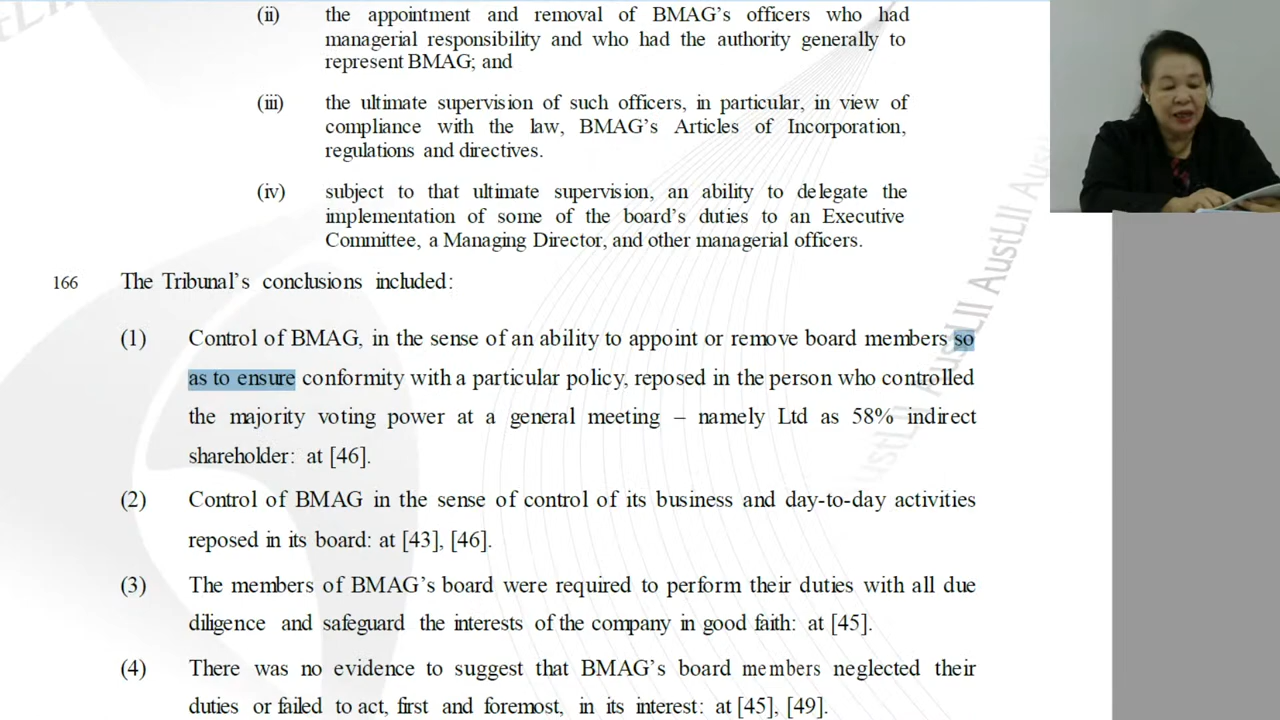 (ii) the appointment and removal of BMAG's officers who had
managerial responsibility and who had the authority generally to
represent BMAG; and
(iii) the ultimate supervision of such officers, in particular, in view of
compliance with the law, BMAG's Articles of Incorporation,
regulations and directives.
(iv) subject to that ultimate supervision, an ability to delegate the
implementation of some of the board's duties to an Executive
Committee, a Managing Director, and other managerial officers.
166 The Tribunal's conclusions included:
(1) Control of BMAG, in the sense of an ability to appoint or remove board members so
as to ensure conformity with a particular policy, reposed in the person who controlled
the majority voting power at a general meeting – namely Ltd as 58% indirect
shareholder: at [46].
(2) Control of BMAG in the sense of control of its business and day-to-day activities
reposed in its board: at [43], [46].
(3) The members of BMAG's board were required to perform their duties with all due
diligence and safeguard the interests of the company in good faith: at [45].
(4) There was no evidence to suggest that BMAG's board members neglected their
duties or failed to act, first and foremost, in its interest: at [45], [49].
AustLII AustLII AustLII